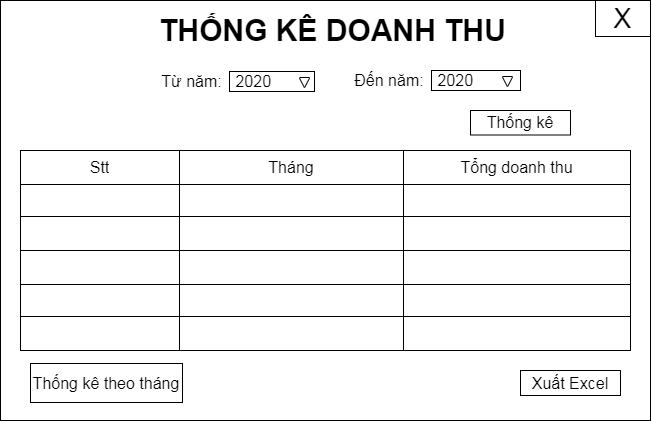 X
THỐNG KÊ DOANH THU
Từ năm: 2020 Đến năm: 2020
Thống kê
Stt Tháng Tổng doanh thu
Thống kê theo tháng Xuất Excel